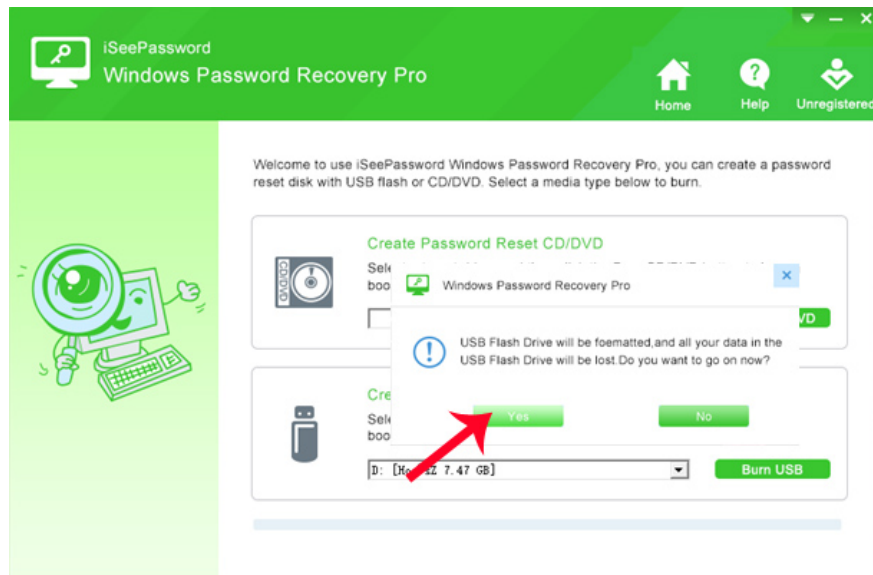 iSeePassword
Windows Password Recovery Pro
Home
Help
Unregistered
Welcome to use iSeePassword Windows Password Recovery Pro, you can create a password
reset disk with USB flash or CD/DVD. Select a media type below to burn.
CD/DVD
Create Password Reset CD/DVD
Windows Password Recovery Pro
USB Flash Drive will be foematted,and all your data in the
USB Flash Drive will be lost.Do you want to go on now?
Yes
No
D: 7.47 GB]
Burn USB